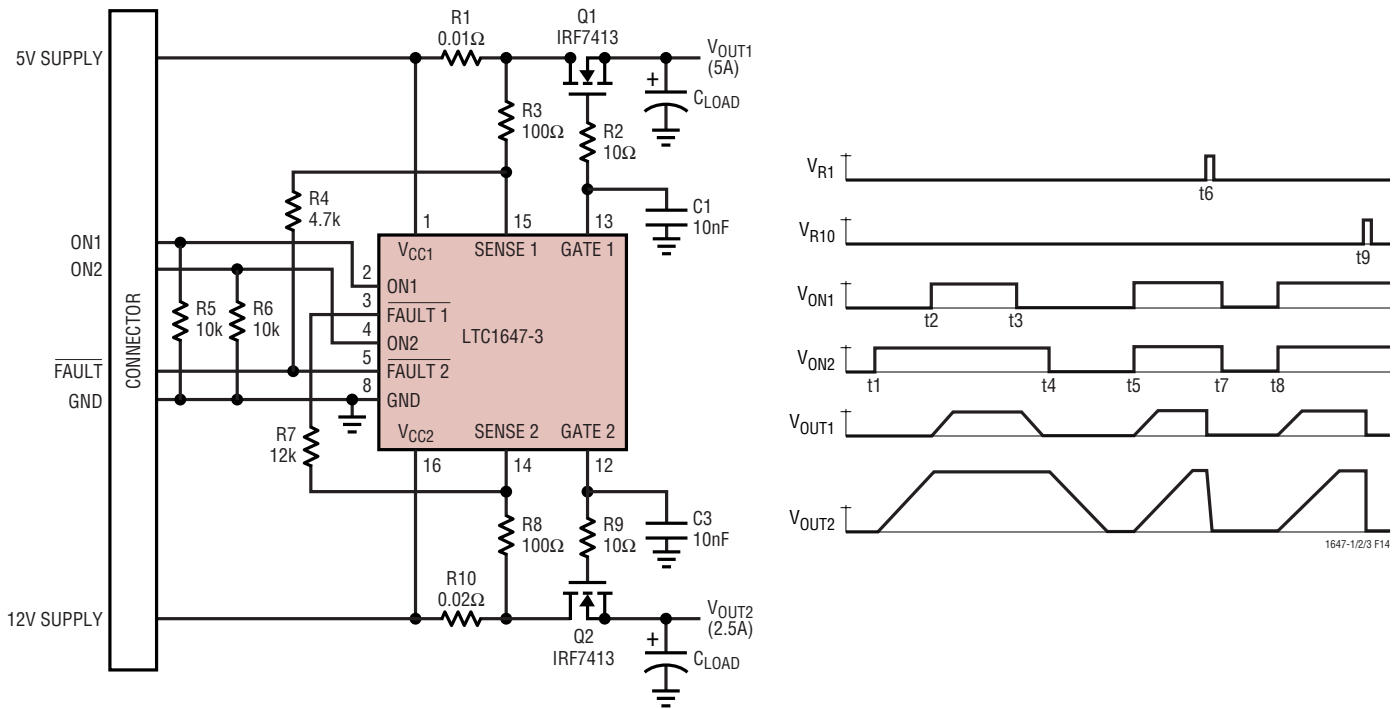 5V SUPPLY
ON1
ON2
FAULT
GND
12V SUPPLY
CONNECTOR
R1
0.01Ω
Q1
IRF7413
VOUT1
(5A)
+
CLOAD
R3
100Ω
R2
10Ω
R4
4.7k
C1
10nF
1
15
13
VCC1
SENSE 1
GATE 1
2
ON1
3
FAULT 1
4
ON2
5
FAULT 2
8
GND
LTC1647-3
R5
10k
R6
10k
R7
12k
VCC2
SENSE 2
GATE 2
16
14
12
R8
100Ω
R9
10Ω
C3
10nF
R10
0.02Ω
Q2
IRF7413
VOUT2
(2.5A)
+
CLOAD
VR1
t6
VR10
t9
VON1
t2
t3
VON2
t1
t4
t5
t7
t8
VOUT1
VOUT2
1647-1/2/3 F14